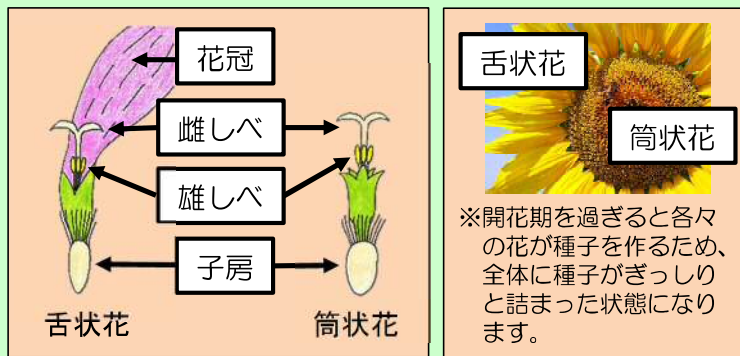 花冠
雌しべ
雄しべ
子房
舌状花
筒状花
舌状花
筒状花
※開花期を過ぎると各々
の花が種子を作るため、
全体に種子がぎっしり
と詰まった状態になり
ます。